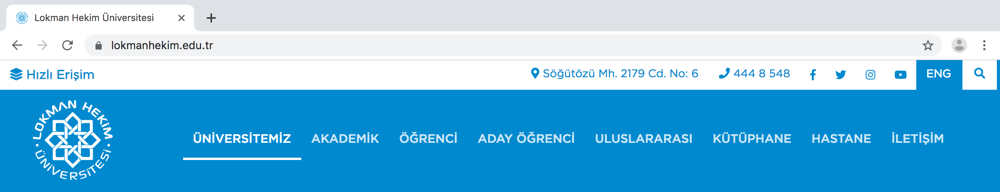 Lokman Hekim Üniversitesi
lokmanhekim.edu.tr
Hızlı Erişim
Söğütözü Mh. 2179 Cd. No: 6
444 8 548
ENG
LOKMAN HEKİM
ÜNİVERSİTESİ
ÜNİVERSİTEMİZ AKADEMİK ÖĞRENCİ ADAY ÖĞRENCİ ULUSLARARASI KÜTÜPHANE HASTANE İLETİŞİM